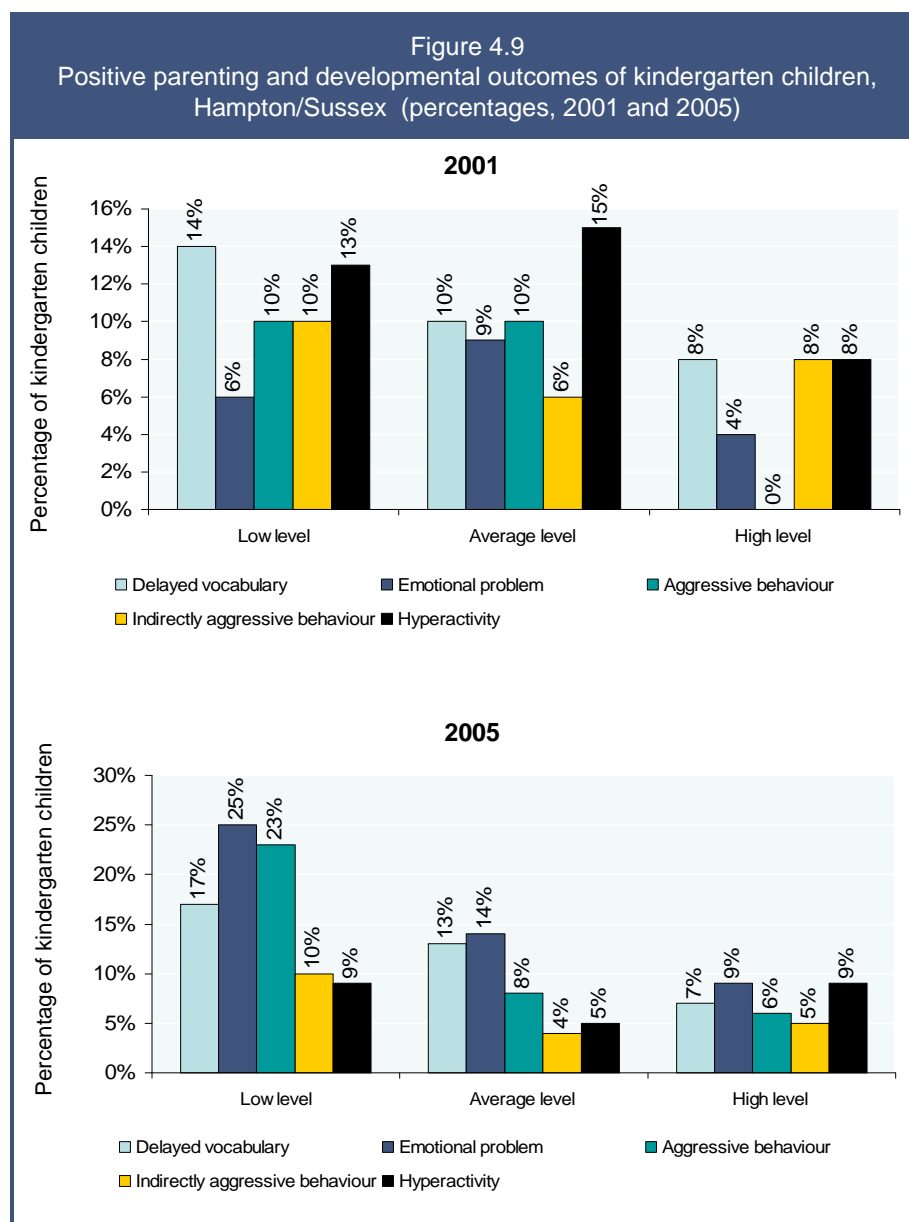 Figure 4.9
Positive parenting and developmental outcomes of kindergarten children,
Hampton/Sussex (percentages, 2001 and 2005)
2001
Percentage of kindergarten children
16%
14%
12%
10%
8%
6%
4%
2%
0%
14%
6%
10%
10%
13%
10%
9%
10%
6%
15%
8%
4%
0%
8%
8%
Low level
Average level
High level
Delayed vocabulary
Emotional problem
Aggressive behaviour
Indirectly aggressive behaviour
Hyperactivity
2005
Percentage of kindergarten children
30%
25%
20%
15%
10%
5%
0%
17%
25%
23%
10%
9%
13%
14%
8%
4%
5%
7%
9%
6%
5%
9%
Low level
Average level
High level
Delayed vocabulary
Emotional problem
Aggressive behaviour
Indirectly aggressive behaviour
Hyperactivity